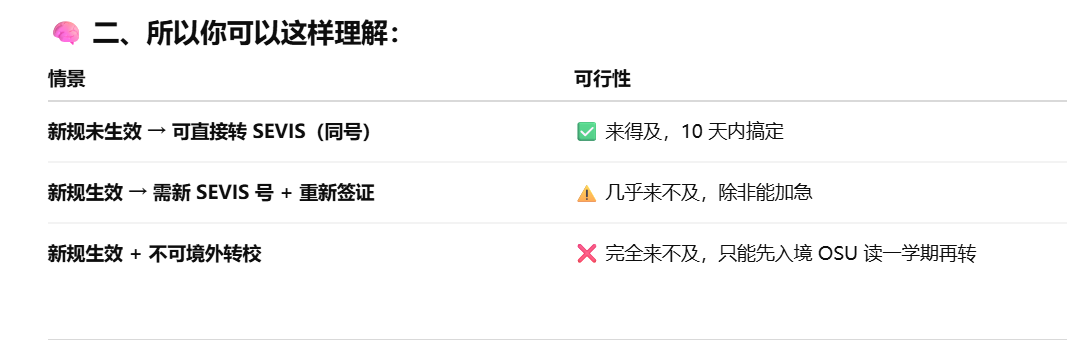 🧠 二、所以你可以这样理解：
情景 可行性
新规未生效 → 可直接转 SEVIS（同号） ✅ 来得及，10 天内搞定
新规生效 → 需新 SEVIS 号 + 重新签证 ⚠️ 几乎来不及，除非能加急
新规生效 + 不可境外转校 ❌ 完全来不及，只能先入境 OSU 读一学期再转